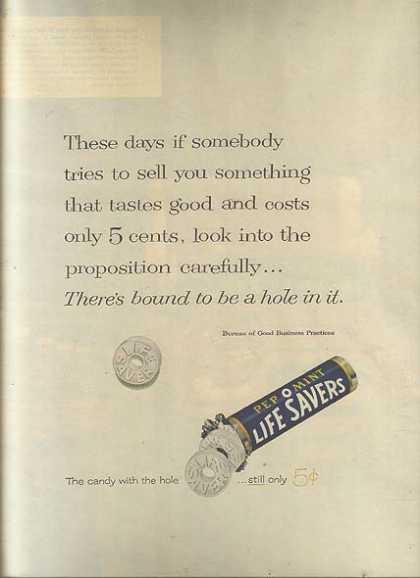 These days if somebody
tries to sell you something
that tastes good and costs
only 5 cents, look into the
proposition carefully...
There's bound to be a hole in it.
Bureau of Good Business Practices
LIFE
SAVER
PEP O MINT
LIFE SAVERS
LIFE
SAVER
The candy with the hole ...still only 5¢